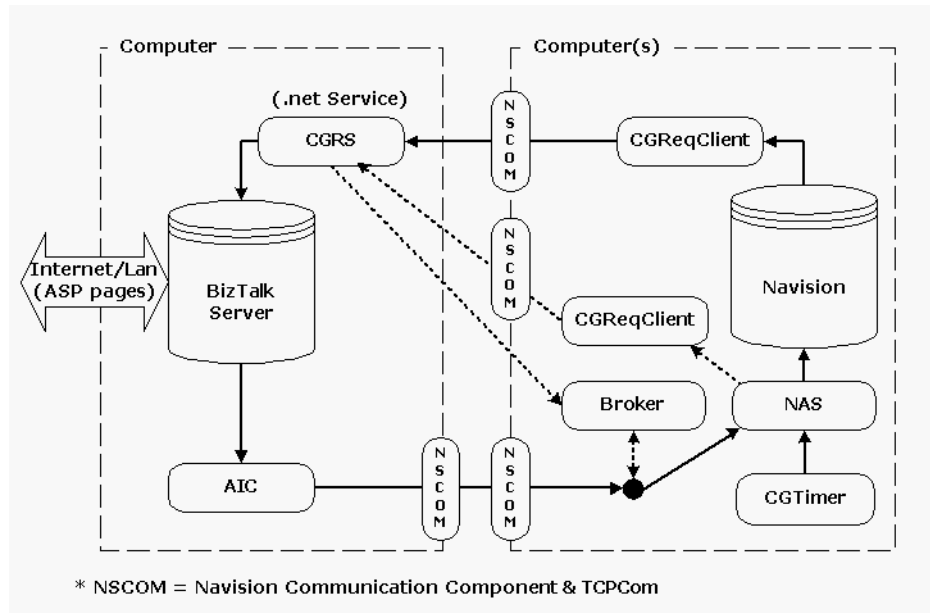 Computer
Computer(s)
(.net Service)
CGRS
NSCOM
CGReqClient
Internet/Lan
(ASP pages)
BizTalk
Server
NSCOM
CGReqClient
Navision
Broker
NAS
AIC
NSCOM
NSCOM
CGTimer
* NSCOM = Navision Communication Component & TCPCom